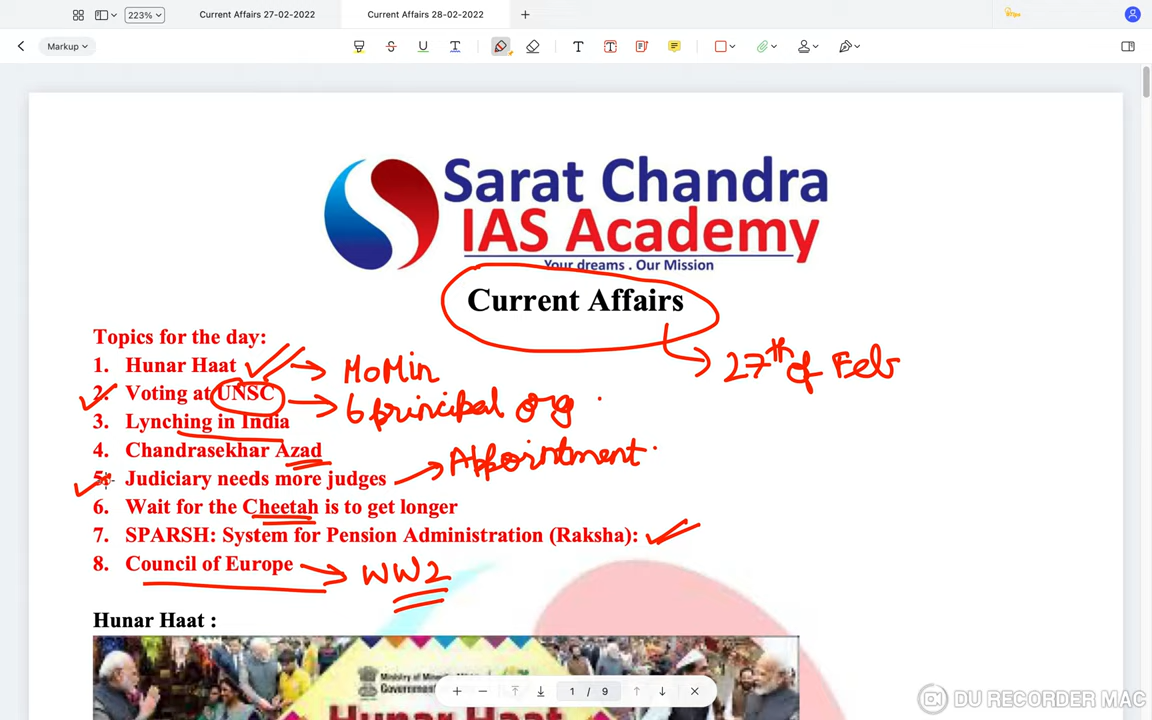 223%
Current Affairs 27-02-2022
Current Affairs 28-02-2022
Markup
Sarat Chandra
IAS Academy
Your dreams . Our Mission
Current Affairs
27th of Feb
Topics for the day:
1. Hunar Haat
MoMin
2. Voting at UNSC
6 principal org.
3. Lynching in India
4. Chandrasekhar Azad
Appointment.
5. Judiciary needs more judges
6. Wait for the Cheetah is to get longer
7. SPARSH: System for Pension Administration (Raksha):
8. Council of Europe
WW2
Hunar Haat :
Ministry of
Hunar Haat
1 / 9
DU RECORDER MAC